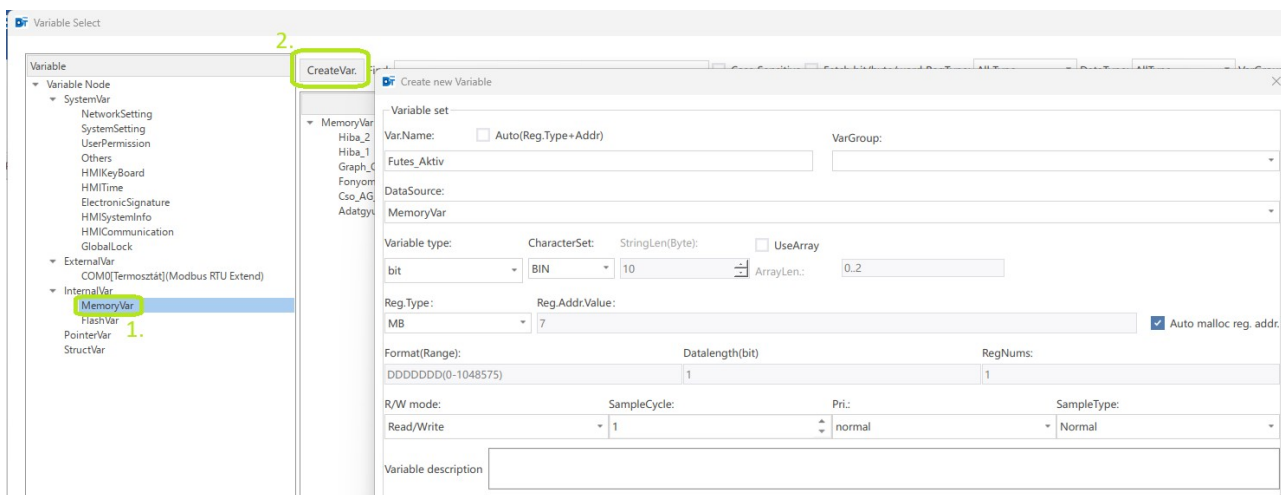 Variable Select
2.
Variable
Variable Node
SystemVar
NetworkSetting
SystemSetting
UserPermission
Others
HMIKeyBoard
HMITime
ElectronicSignature
HMISystemInfo
HMICommunication
GlobalLock
ExternalVar
COM0[Termosztát](Modbus RTU Extend)
InternalVar
MemoryVar
FlashVar
1.
PointerVar
StructVar
CreateVar.
MemoryVar
Hiba_2
Hiba_1
Graph_
Fonyom
Cso_AG
Adatgyu
Create new Variable
Variable set
Var.Name: Auto(Reg.Type+Addr) VarGroup:
Futes_Aktiv
DataSource:
MemoryVar
Variable type: CharacterSet: StringLen(Byte): UseArray
bit BIN 10 ArrayLen.: 0..2
Reg.Type: Reg.Addr.Value:
MB 7 Auto malloc reg. addr.
Format(Range): Datalength(bit) RegNums:
DDDDDDD(0-1048575) 1 1
R/W mode: SampleCycle: Pri.: SampleType:
Read/Write 1 normal Normal
Variable description